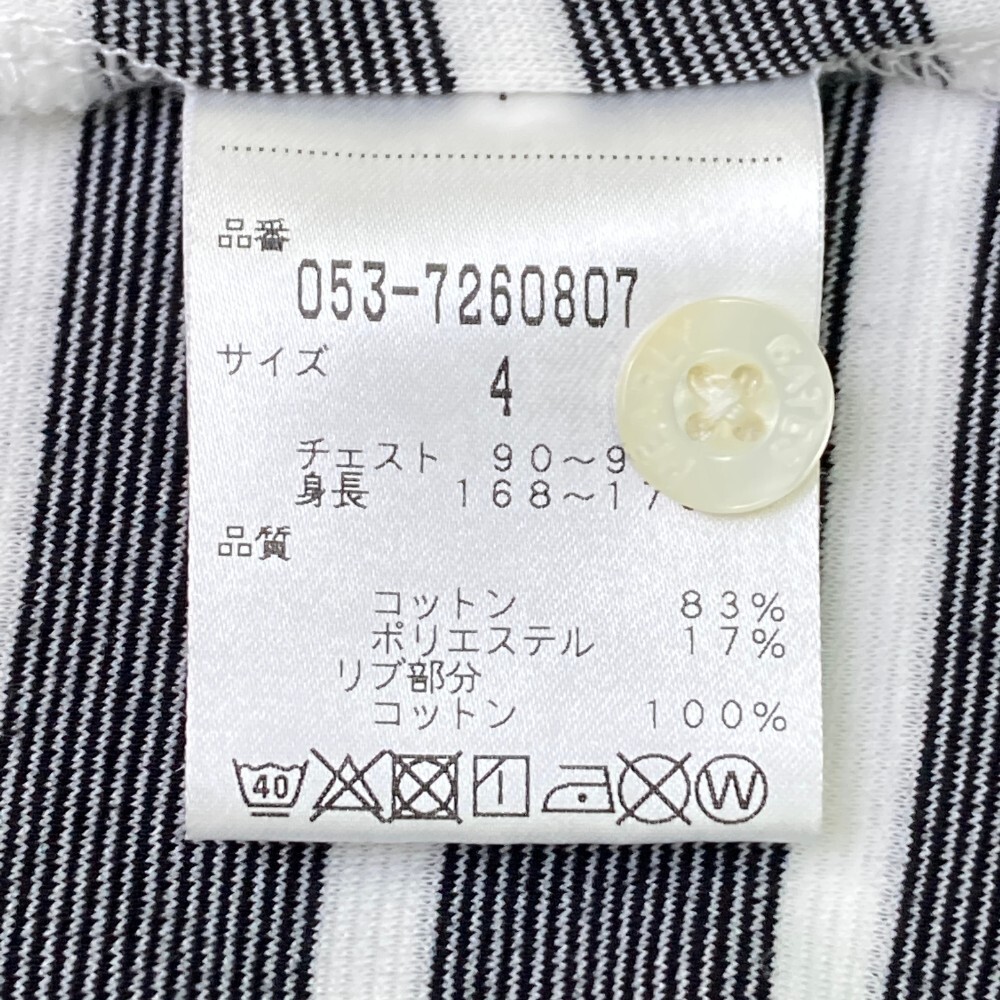 品番
053-7260807
サイズ
4
チェスト 90～9
身長 168～17
品質
コットン 83%
ポリエステル 17%
リブ部分
コットン 100%
40 W